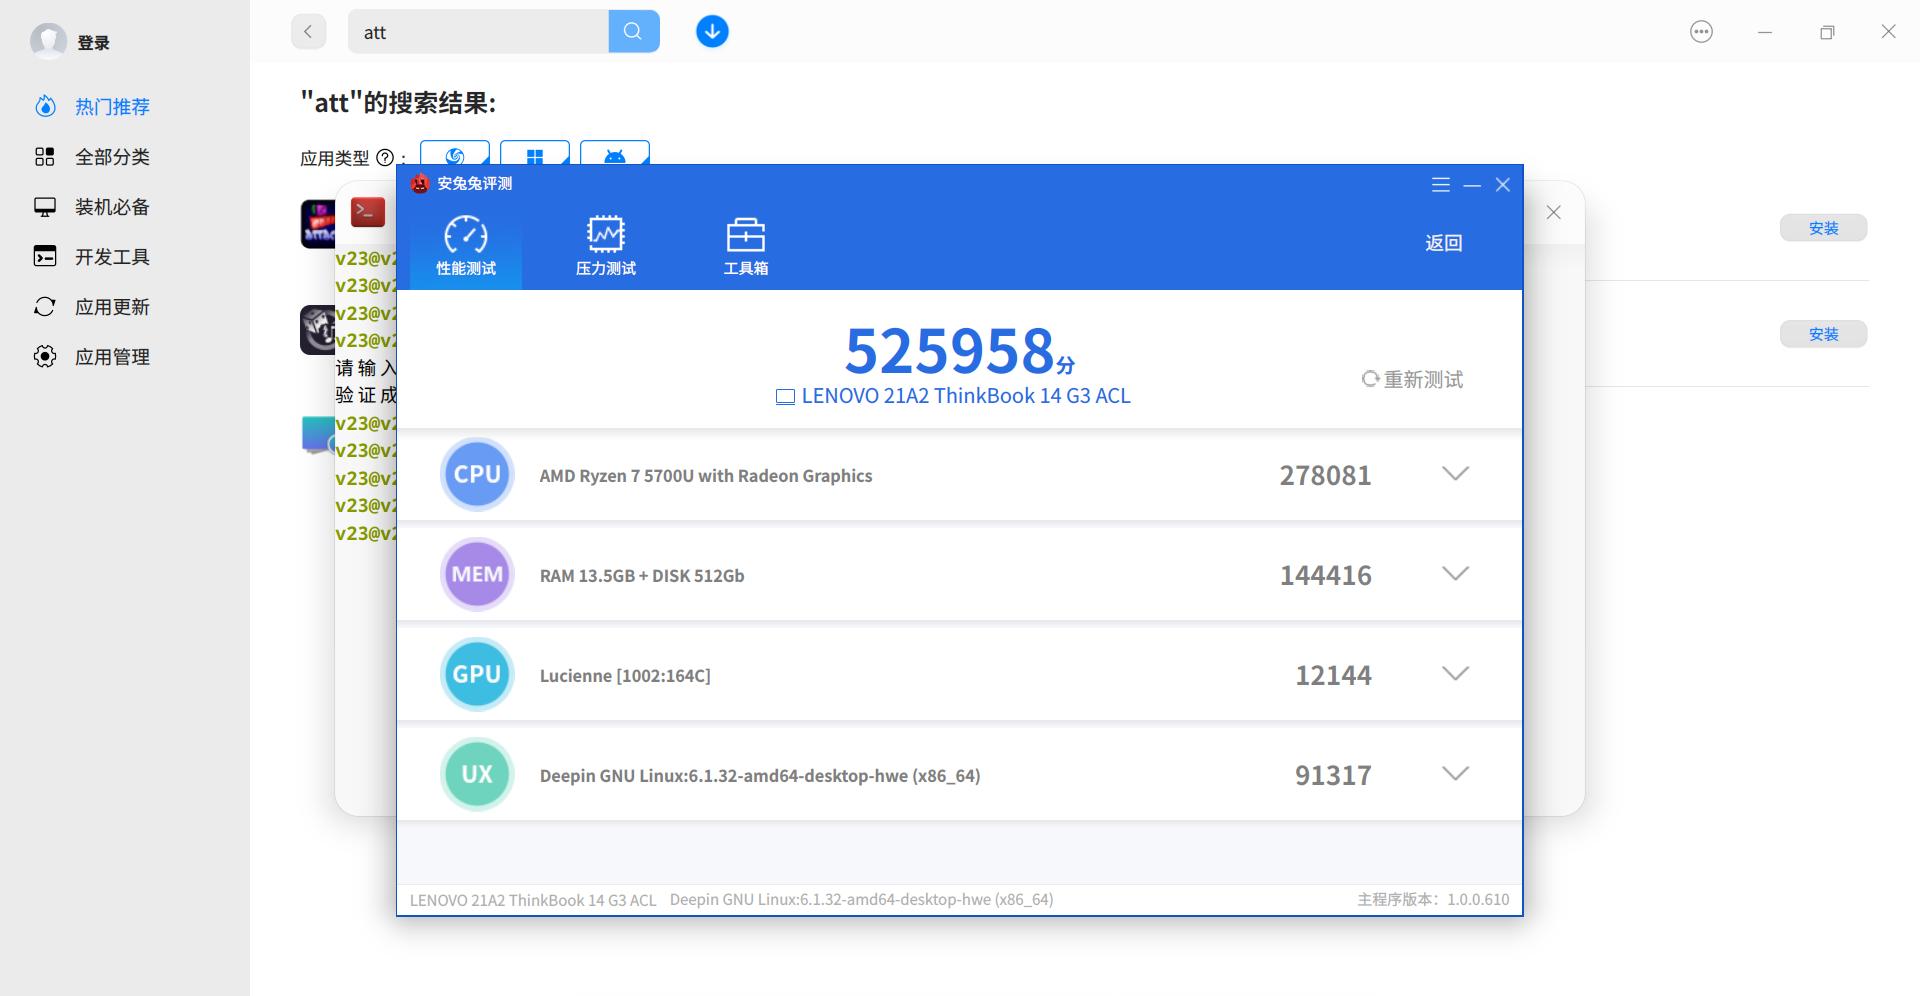 登录
att
热门推荐
全部分类
装机必备
开发工具
应用更新
应用管理
"att"的搜索结果:
应用类型 ? :
安装
安装
v23@v2
v23@v2
v23@v2
v23@v2
请输入
验证成
v23@v2
v23@v2
v23@v2
v23@v2
v23@v2
安兔兔评测
性能测试
压力测试
工具箱
返回
525958分
LENOVO 21A2 ThinkBook 14 G3 ACL
重新测试
CPU AMD Ryzen 7 5700U with Radeon Graphics 278081
MEM RAM 13.5GB + DISK 512Gb 144416
GPU Lucienne [1002:164C] 12144
UX Deepin GNU Linux:6.1.32-amd64-desktop-hwe (x86_64) 91317
LENOVO 21A2 ThinkBook 14 G3 ACL Deepin GNU Linux:6.1.32-amd64-desktop-hwe (x86_64) 主程序版本: 1.0.0.610